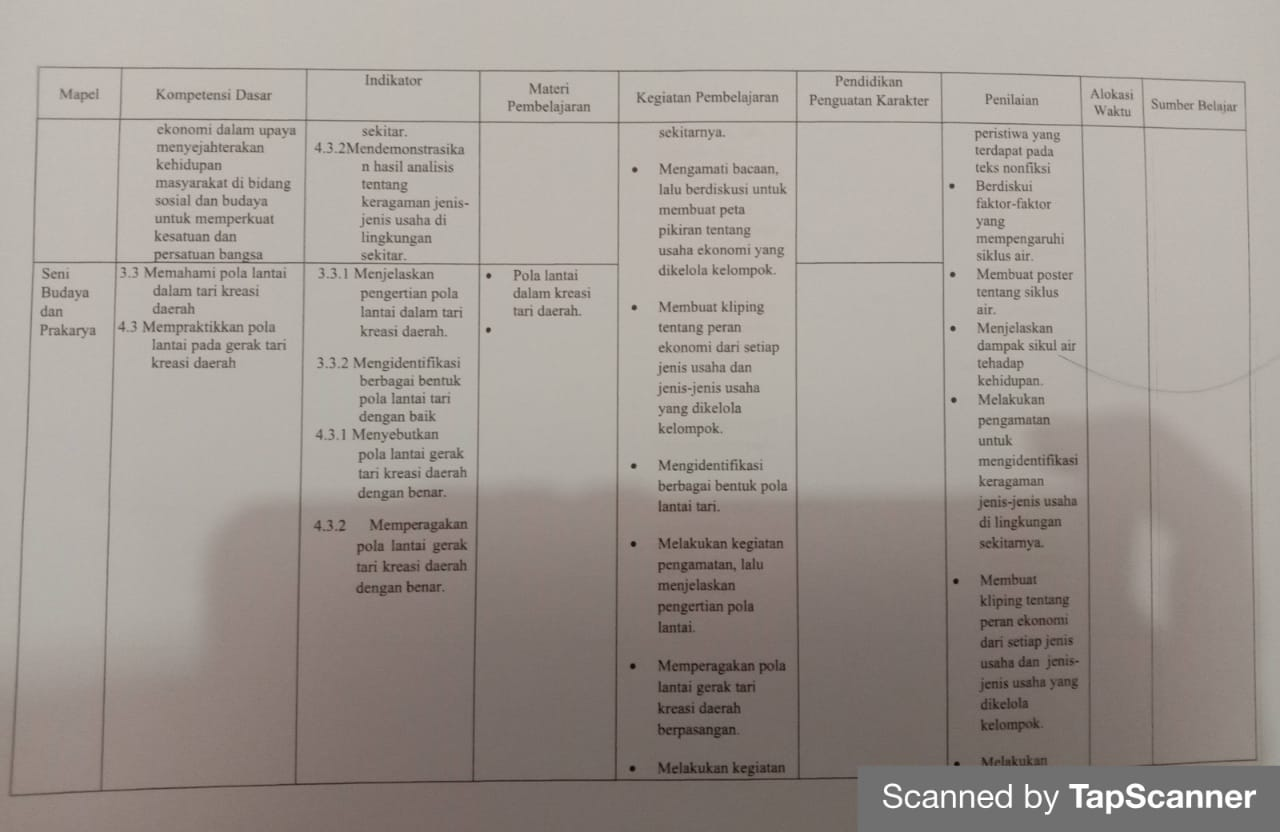 Mapel
Kompetensi Dasar
Indikator
Materi
Pembelajaran
Kegiatan Pembelajaran
Pendidikan
Penguatan Karakter
Penilaian
Alokasi
Waktu
Sumber Belajar
ekonomi dalam upaya
menyejahterakan
kehidupan
masyarakat di bidang
sosial dan budaya
untuk memperkuat
kesatuan dan
persatuan bangsa
sekitar.
4.3.2Mendemonstrasika
n hasil analisis
tentang
keragaman jenis-
jenis usaha di
lingkungan
sekitar.
Seni
Budaya
dan
Prakarya
3.3 Memahami pola lantai
dalam tari kreasi
daerah
4.3 Mempraktikkan pola
lantai pada gerak tari
kreasi daerah
3.3.1 Menjelaskan
pengertian pola
lantai dalam tari
kreasi daerah.
3.3.2 Mengidentifikasi
berbagai bentuk
pola lantai tari
dengan baik
4.3.1 Menyebutkan
pola lantai gerak
tari kreasi daerah
dengan benar.
4.3.2 Memperagakan
pola lantai gerak
tari kreasi daerah
dengan benar.
• Pola lantai
dalam kreasi
tari daerah.
•
sekitarnya.
• Mengamati bacaan,
lalu berdiskusi untuk
membuat peta
pikiran tentang
usaha ekonomi yang
dikelola kelompok.
• Membuat kliping
tentang peran
ekonomi dari setiap
jenis usaha dan
jenis-jenis usaha
yang dikelola
kelompok.
• Mengidentifikasi
berbagai bentuk pola
lantai tari.
• Melakukan kegiatan
pengamatan, lalu
menjelaskan
pengertian pola
lantai.
• Memperagakan pola
lantai gerak tari
kreasi daerah
berpasangan.
• Melakukan kegiatan
peristiwa yang
terdapat pada
teks nonfiksi
• Berdiskui
faktor-faktor
yang
mempengaruhi
siklus air.
• Membuat poster
tentang siklus
air.
• Menjelaskan
dampak sikul air
tehadap
kehidupan.
• Melakukan
pengamatan
untuk
mengidentifikasi
keragaman
jenis-jenis usaha
di lingkungan
sekitarnya.
• Membuat
kliping tentang
peran ekonomi
dari setiap jenis
usaha dan jenis-
jenis usaha yang
dikelola
kelompok.
• Melakukan
Scanned by TapScanner